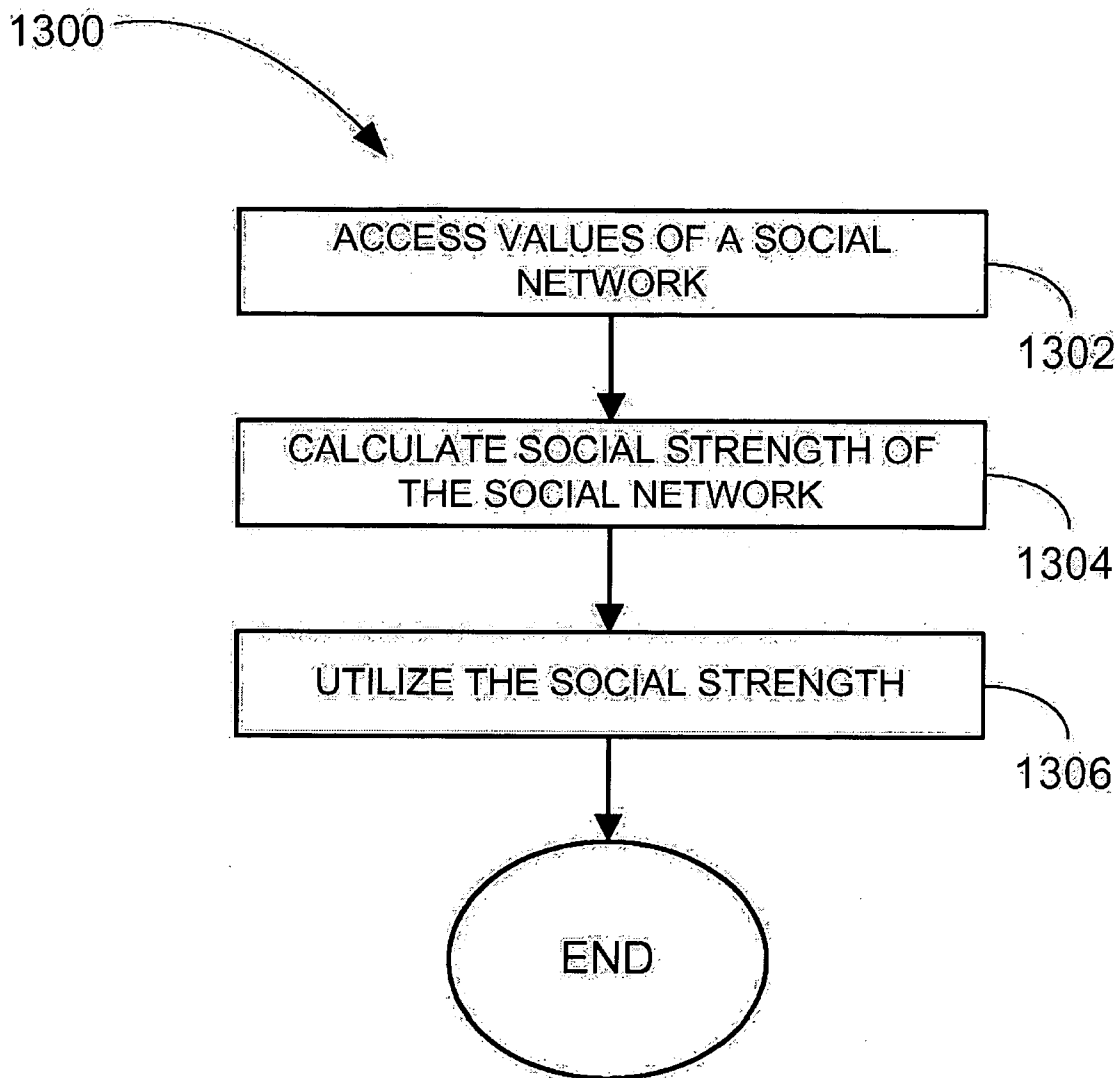 1300
ACCESS VALUES OF A SOCIAL
NETWORK
1302
CALCULATE SOCIAL STRENGTH OF
THE SOCIAL NETWORK
1304
UTILIZE THE SOCIAL STRENGTH
1306
END